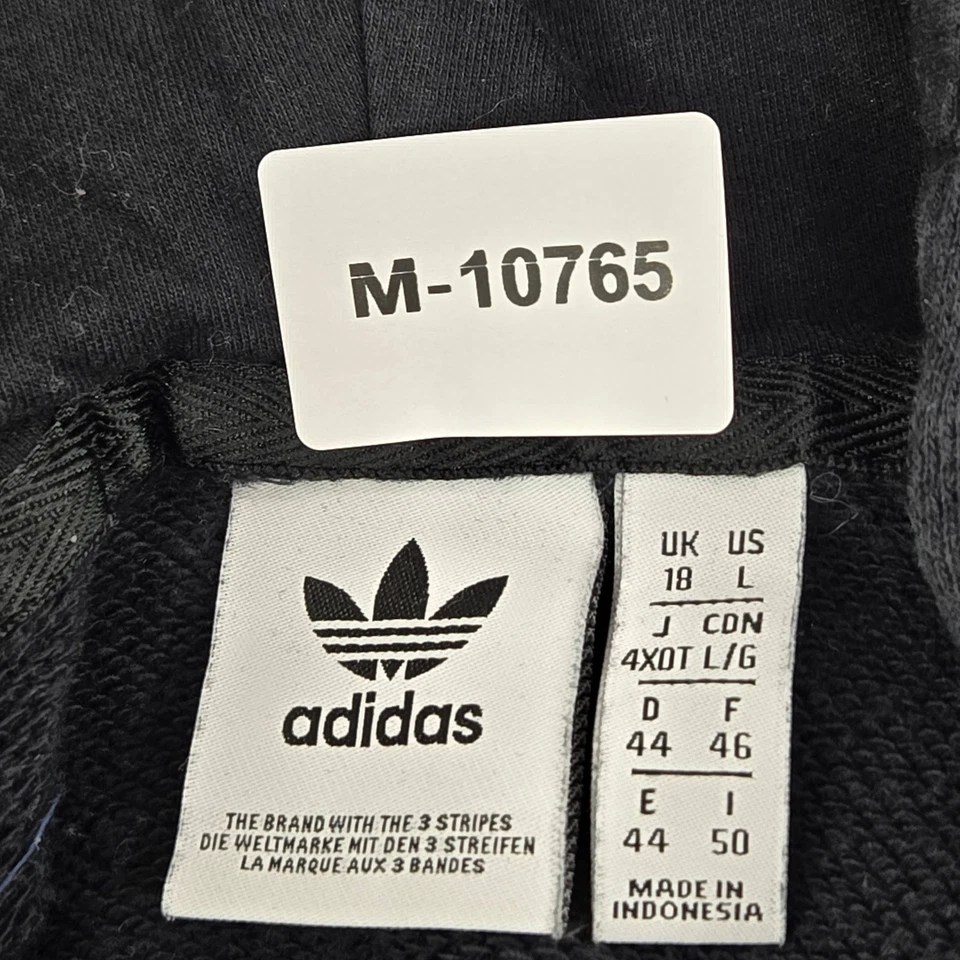 M-10765
adidas
THE BRAND WITH THE 3 STRIPES
DIE WELTMARKE MIT DEN 3 STREIFEN
LA MARQUE AUX 3 BANDES
UK US
18 L
J CDN
4XOT L/G
D F
44 46
E I
44 50
MADE IN
INDONESIA